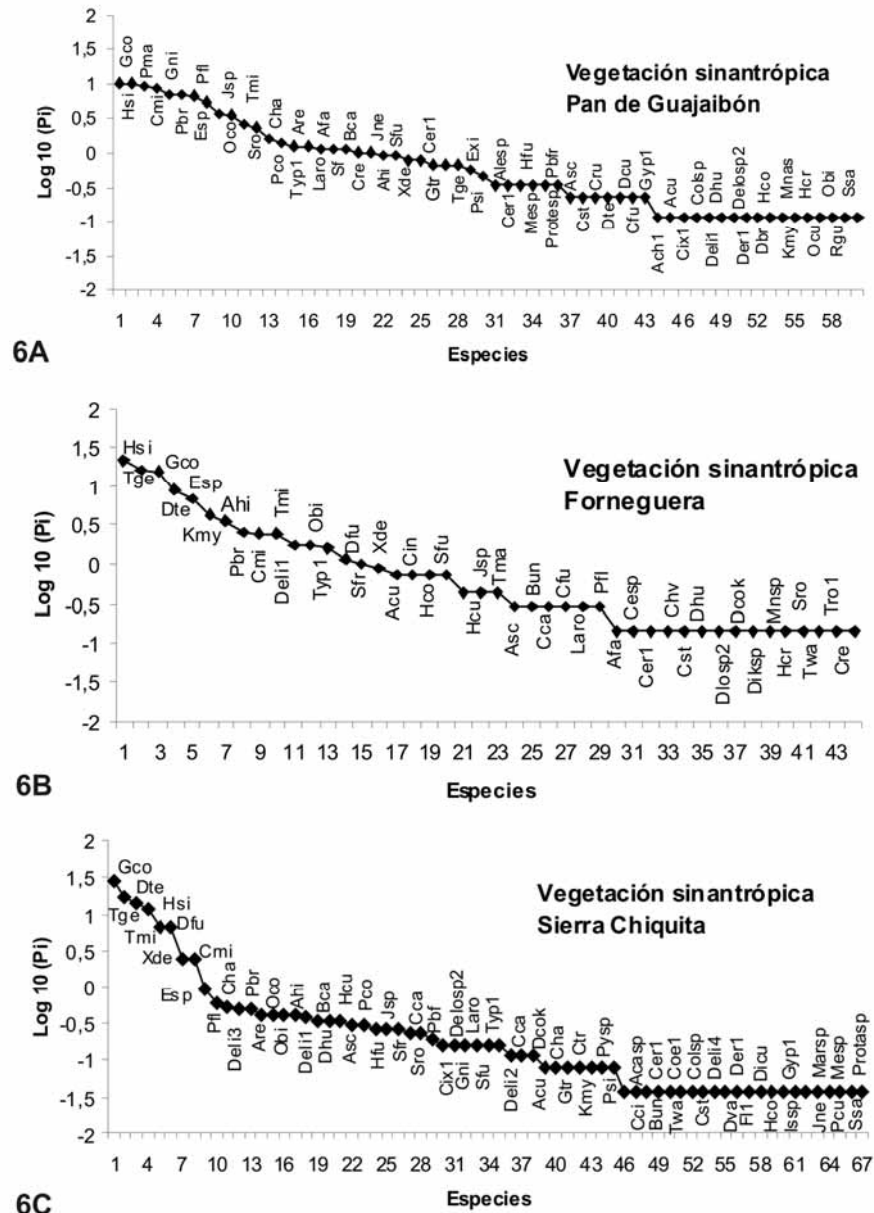 2
1,5
1
0,5
0
-0,5
-1
-1,5
-2
Log 10 (Pi)
Vegetación sinantrópica
Pan de Guajaibón
Gco Pma Gni Pfl Jsp Tmi Cha Are Afa Bca Jne Sfu Cer1 Exi Alesp Hfu Pbfr Asc Cru Dcu Gyp1 Acu Colsp Dhu Delosp2 Hco Mnas Hcr Obi Ssa
Hsi Cmi Pbr Esp Oco Sro Pco Typ1 Laro Sf Cre Ahi Xde Gtr Tge Psi Cer1 Mesp Protesp Cst Dte Cfu Ach1 Cix1 Deli1 Der1 Dbr Kmy Ocu Rgu
1 4 7 10 13 16 19 22 25 28 31 34 37 40 43 46 49 52 55 58
Especies
6A
2
1,5
1
0,5
0
-0,5
-1
-1,5
-2
Log 10 (Pi)
Vegetación sinantrópica
Forneguera
Hsi Gco Esp Ahi Tmi Obi Dfu Xde Cin Sfu Jsp Tma Bun Cfu Pfl Cesp Chv Dhu Dcok Mnsp Sro Tro1
Tge Dte Kmy Pbr Cmi Deli1 Typ1 Sfr Acu Hco Hcu Asc Cca Laro Afa Cer1 Cst Dlosp2 Diksp Hcr Twa Cre
1 3 5 7 9 11 13 15 17 19 21 23 25 27 29 31 33 35 37 39 41 43
Especies
6B
2
1,5
1
0,5
0
-0,5
-1
-1,5
-2
Log 10 (Pi)
Vegetación sinantrópica
Sierra Chiquita
Gco Dte Hsi Dfu Cmi Cha Pbr Oco Ahi Bca Hcu Pco Jsp Cca Pbf Delosp2 Laro Typ1 Cca Dcok Cha Ctr Pysp Acasp Cer1 Coe1 Colsp Deli4 Der1 Dicu Gyp1 Marsp Mesp Protasp
Tge Tmi Xde Esp Pfl Deli3 Are Obi Deli1 Dhu Asc Hfu Sfr Sro Cix1 Gni Sfu Deli2 Acu Gtr Kmy Psi Cci Bun Twa Cst Dva Fl1 Hco Issp Jne Pcu Ssa
1 4 7 10 13 16 19 22 25 28 31 34 37 40 43 46 49 52 55 58 61 64 67
Especies
6C